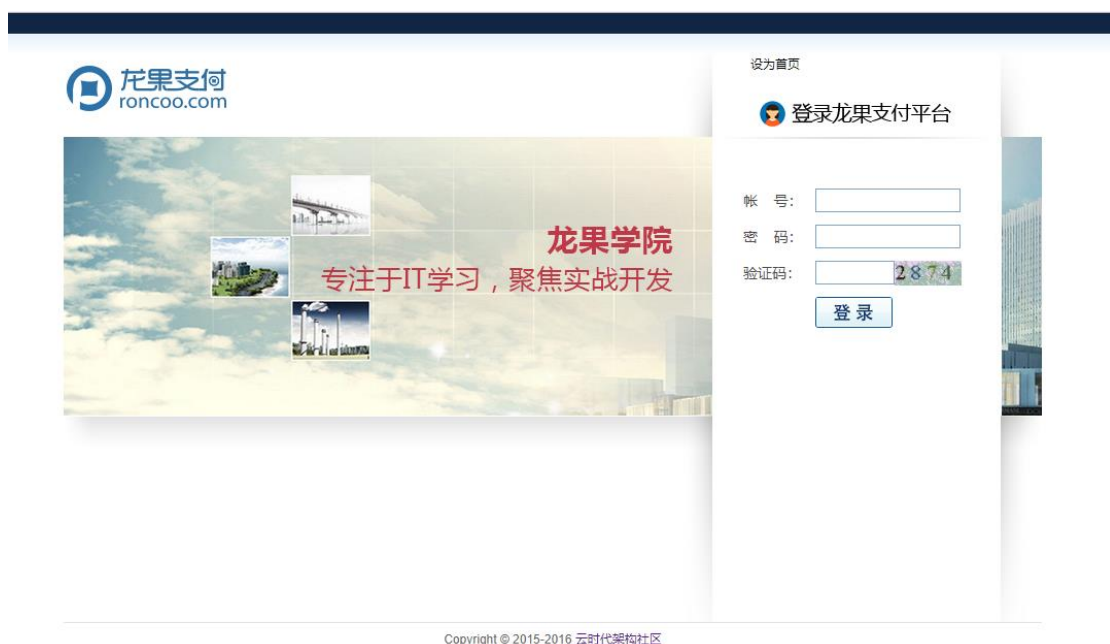 龙果支付
roncoo.com
设为首页
登录龙果支付平台
龙果学院
专注于IT学习，聚焦实战开发
帐 号：
密 码：
验证码：
2874
登 录
Copyright © 2015-2016 云时代架构社区